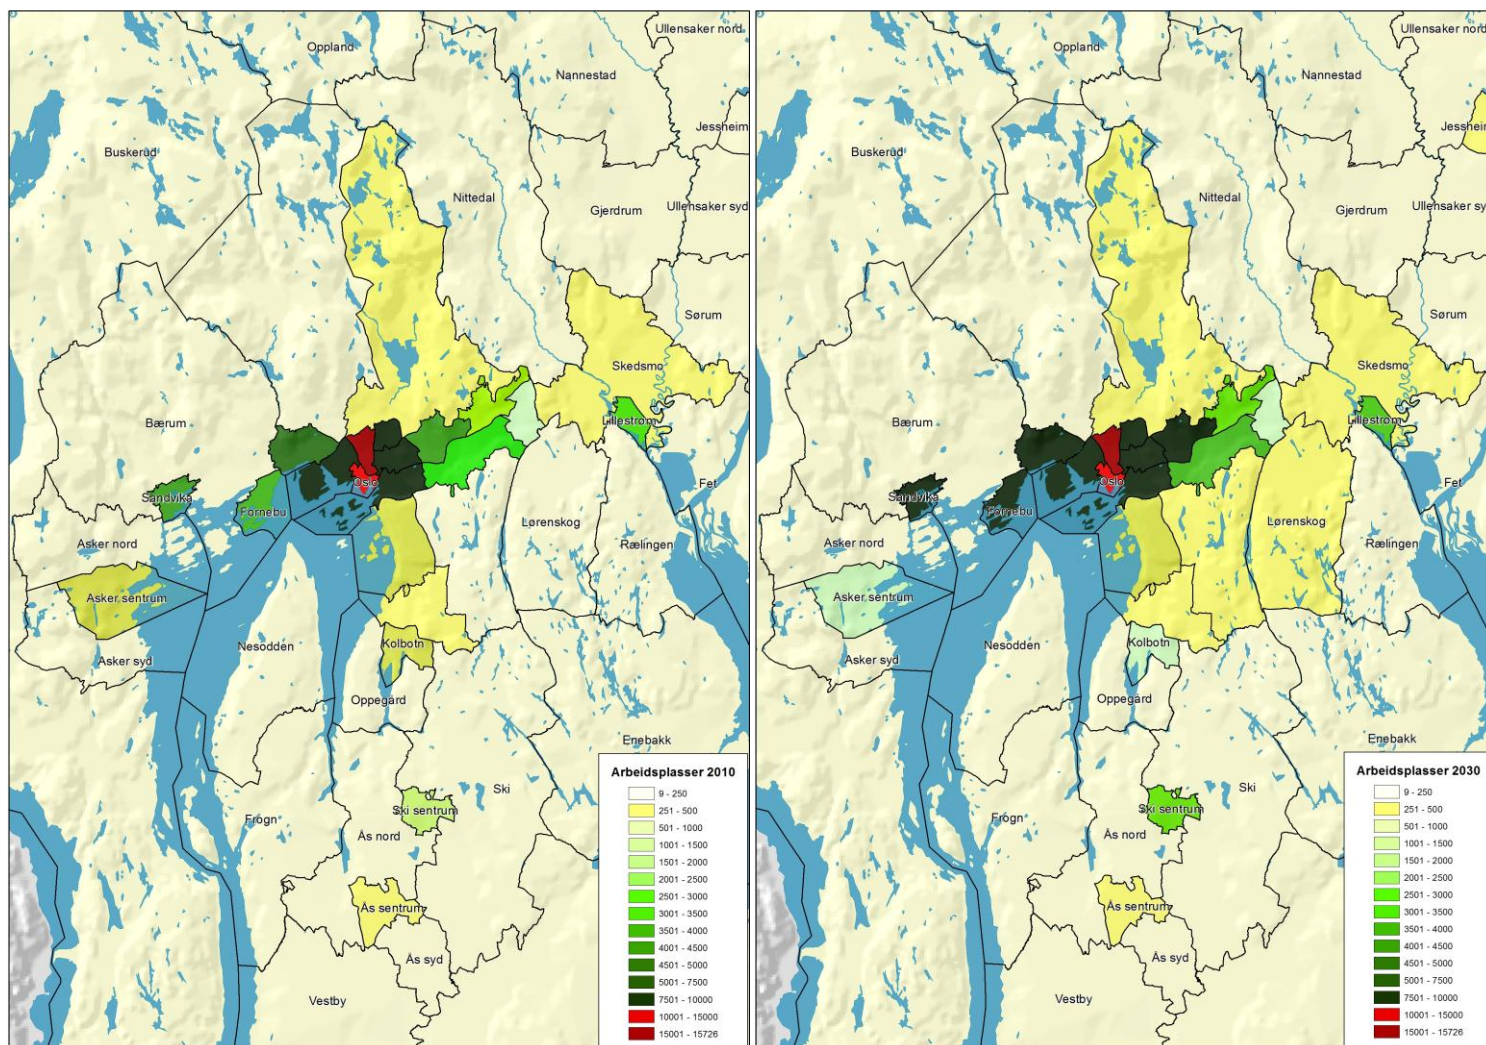 Ullensaker nord
Oppland
Nannestad
Jessheim
Buskerud
Nittedal
Gjerdrum
Ullensaker syd
Sørum
Skedsmo
Bærum
Lillestrøm
Oslo
Sandvika
Fornebu
Fet
Lørenskog
Asker nord
Rælingen
Asker sentrum
Kolbotn
Nesodden
Asker syd
Oppegård
Enebakk
Ski
Ski sentrum
Frogn
Ås nord
Ås sentrum
Ås syd
Vestby
Arbeidsplasser 2010
9 - 250
251 - 500
501 - 1000
1001 - 1500
1501 - 2000
2001 - 2500
2501 - 3000
3001 - 3500
3501 - 4000
4001 - 4500
4501 - 5000
5001 - 7500
7501 - 10000
10001 - 15000
15001 - 15726
Ullensaker nord
Oppland
Nannestad
Jessheim
Buskerud
Nittedal
Gjerdrum
Ullensaker syd
Sørum
Skedsmo
Bærum
Lillestrøm
Oslo
Sandvika
Fornebu
Fet
Lørenskog
Asker nord
Rælingen
Asker sentrum
Kolbotn
Nesodden
Asker syd
Oppegård
Enebakk
Ski
Ski sentrum
Frogn
Ås nord
Ås sentrum
Ås syd
Vestby
Arbeidsplasser 2030
9 - 250
251 - 500
501 - 1000
1001 - 1500
1501 - 2000
2001 - 2500
2501 - 3000
3001 - 3500
3501 - 4000
4001 - 4500
4501 - 5000
5001 - 7500
7501 - 10000
10001 - 15000
15001 - 15726